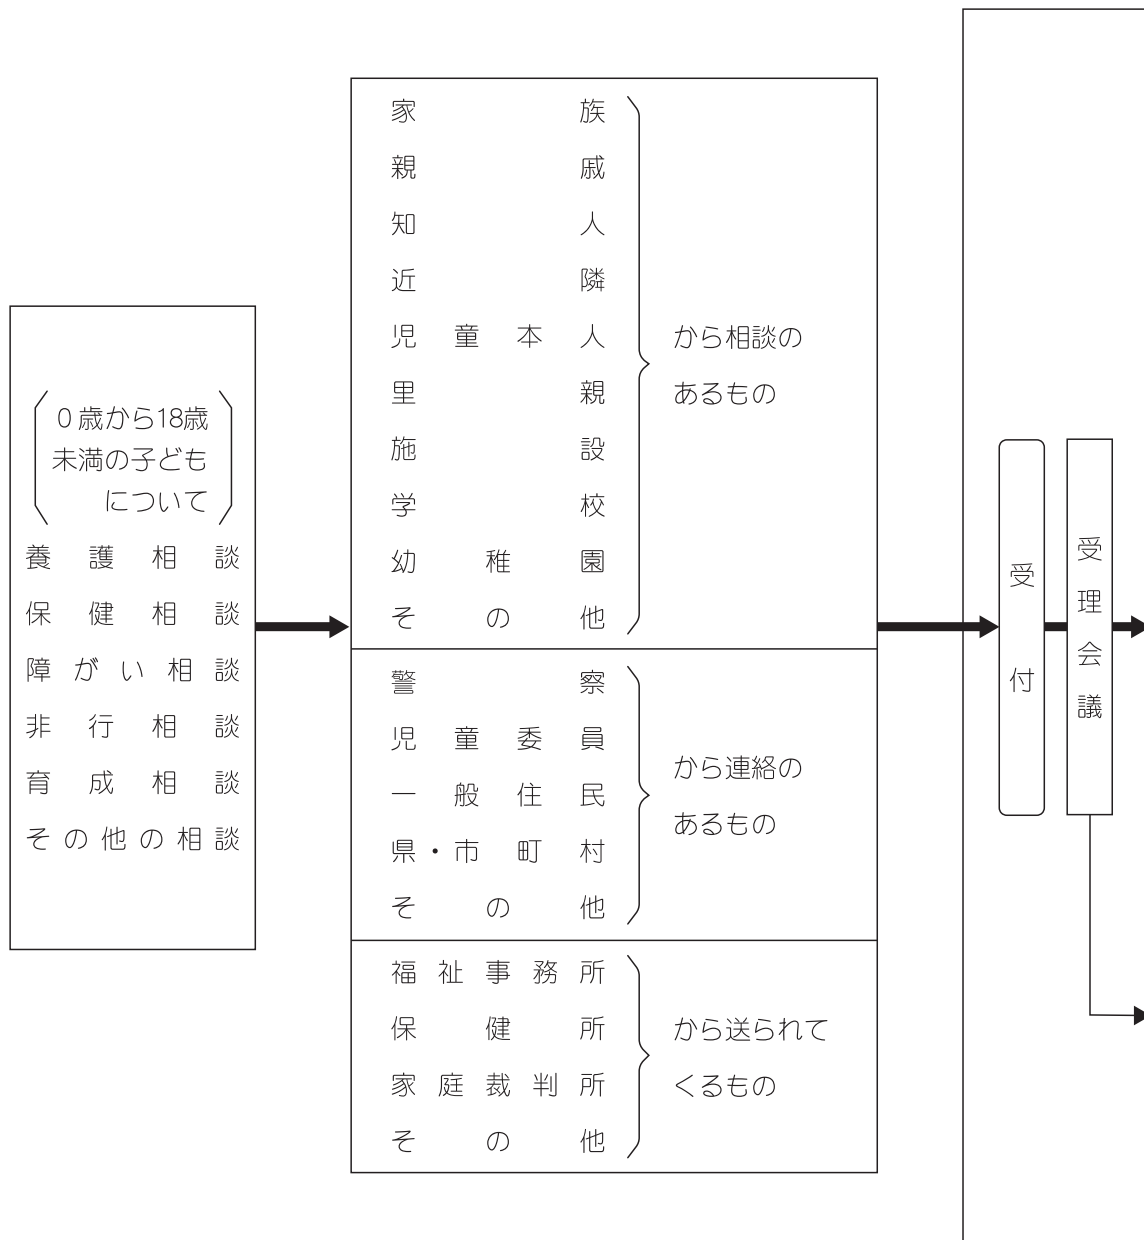 0歳から18歳
未満の子ども
について
養護相談
保健相談
障がい相談
非行相談
育成相談
その他の相談
家族
親戚
知人
近隣
児童本人
里親
施設
学校
幼稚園
その他
から相談の
あるもの
警察
児童委員
一般住民
県・市町村
その他
から連絡の
あるもの
福祉事務所
保健所
家庭裁判所
その他
から送られて
くるもの
受付
受理会議